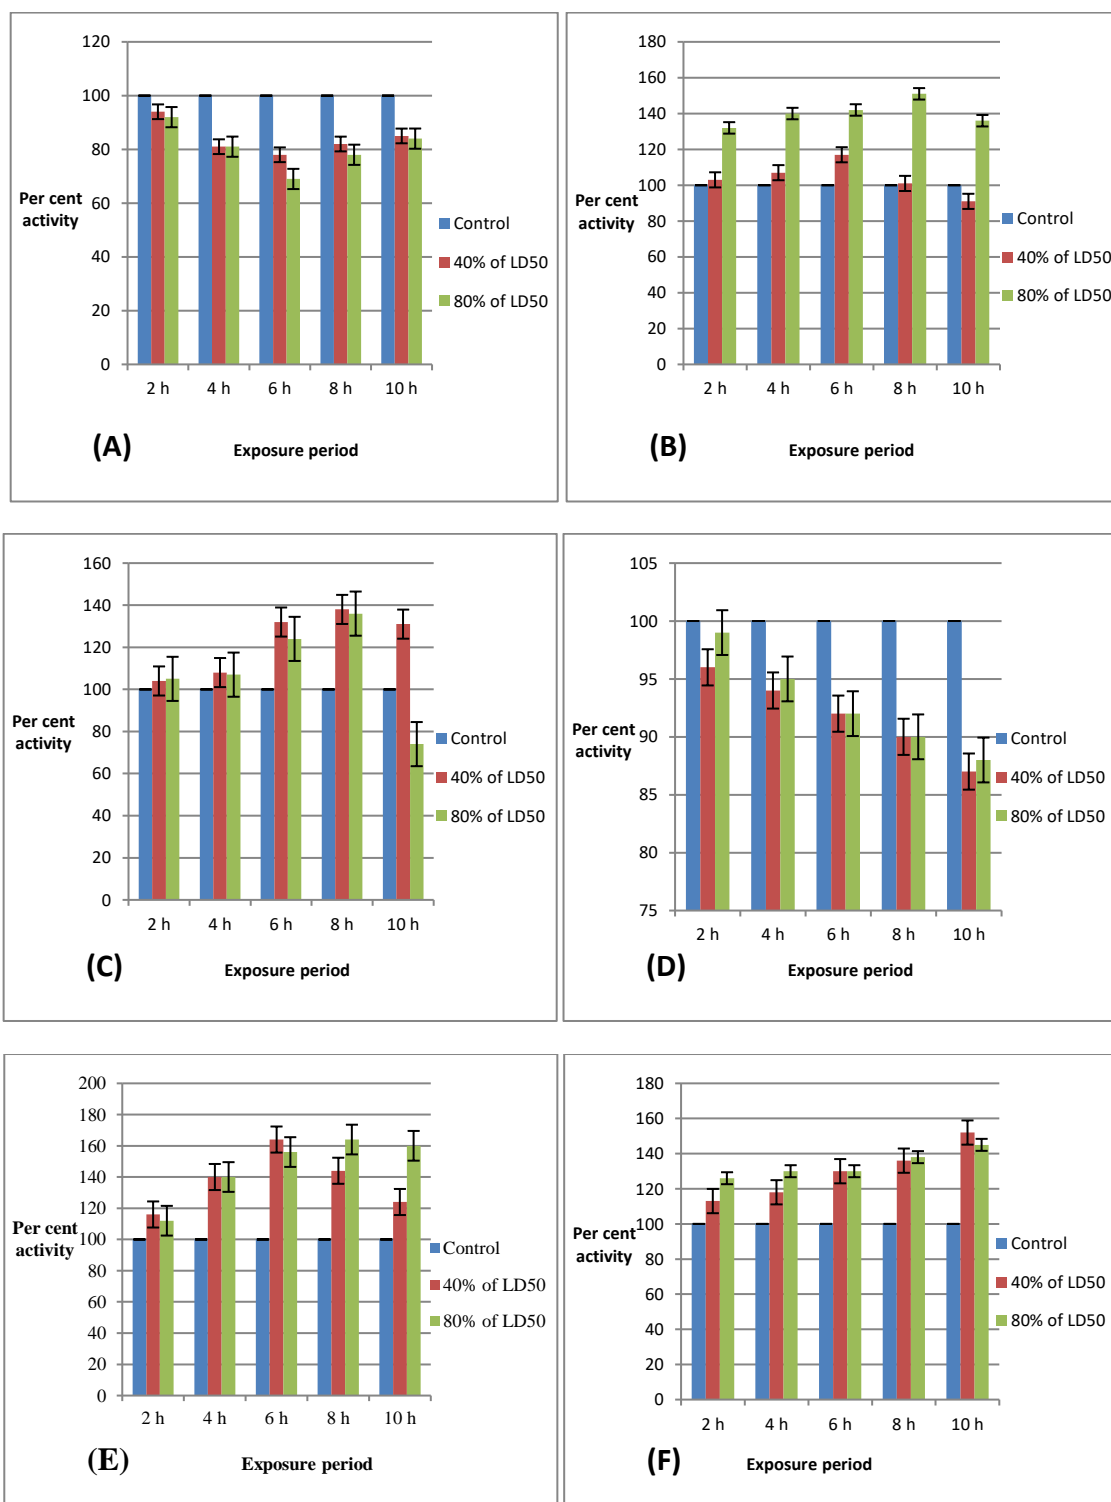 120
100
80
60
40
20
0
Per cent
activity
2 h 4 h 6 h 8 h 10 h
Control
40% of LD50
80% of LD50
(A)
Exposure period
180
160
140
120
100
80
60
40
20
0
Per cent
activity
2 h 4 h 6 h 8 h 10 h
Control
40% of LD50
80% of LD50
(B)
Exposure period
160
140
120
100
80
60
40
20
0
Per cent
activity
2 h 4 h 6 h 8 h 10 h
Control
40% of LD50
80% of LD50
(C)
Exposure period
105
100
95
90
85
80
75
Per cent
activity
2 h 4 h 6 h 8 h 10 h
Control
40% of LD50
80% of LD50
(D)
Exposure period
200
180
160
140
120
100
80
60
40
20
0
Per cent
activity
2 h 4 h 6 h 8 h 10 h
Control
40% of LD50
80% of LD50
(E)
Exposure period
180
160
140
120
100
80
60
40
20
0
Per cent
activity
2 h 4 h 6 h 8 h 10 h
Control
40% of LD50
80% of LD50
(F)
Exposure period